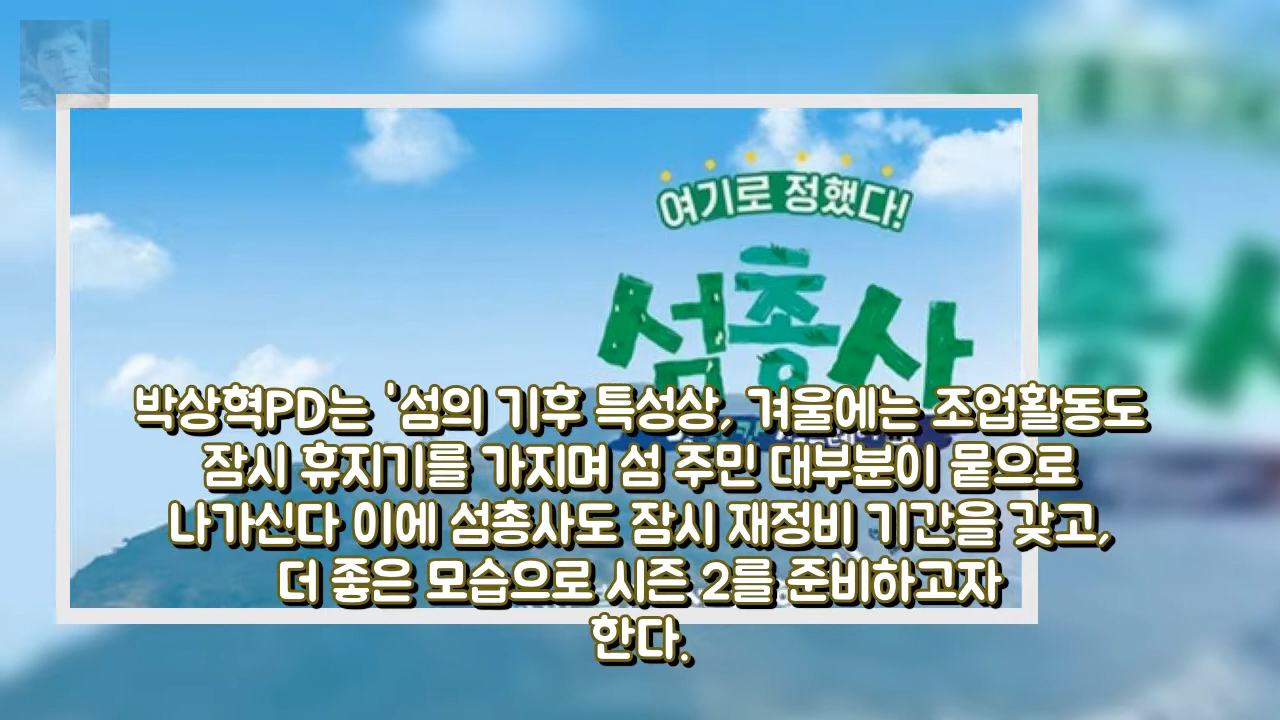 여기로 정했다!
섬총사
박상혁PD는 '섬의 기후 특성상, 겨울에는 조업활동도
잠시 휴지기를 가지며 섬 주민 대부분이 뭍으로
나가신다 이에 섬총사도 잠시 재정비 기간을 갖고,
더 좋은 모습으로 시즌 2를 준비하고자
한다.